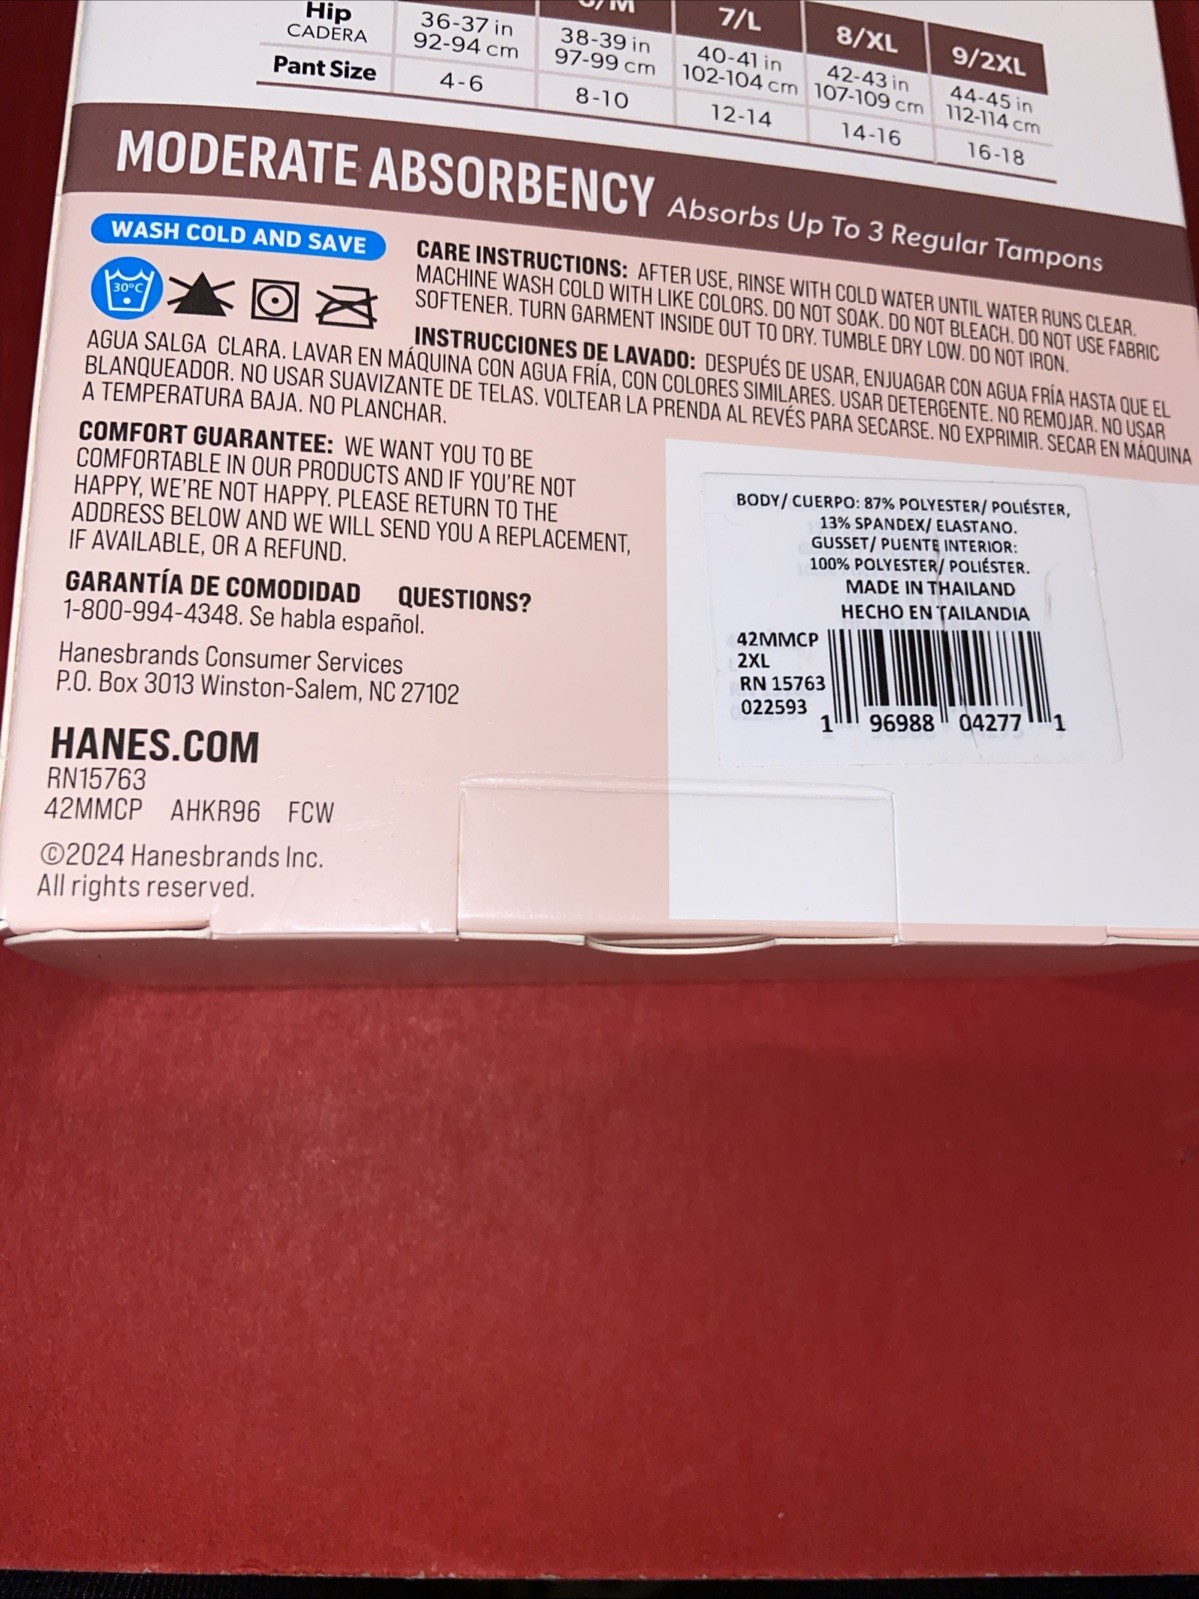 Hip
CADERA
36-37 in
92-94 cm
38-39 in
97-99 cm
7/L
40-41 in
102-104 cm
8/XL
42-43 in
107-109 cm
9/2XL
44-45 in
112-114 cm
Pant Size
4-6
8-10
12-14
14-16
16-18
MODERATE ABSORBENCY Absorbs Up To 3 Regular Tampons
WASH COLD AND SAVE
30°C
CARE INSTRUCTIONS: AFTER USE, RINSE WITH COLD WATER UNTIL WATER RUNS CLEAR.
MACHINE WASH COLD WITH LIKE COLORS. DO NOT SOAK. DO NOT BLEACH. DO NOT USE FABRIC
SOFTENER. TURN GARMENT INSIDE OUT TO DRY. TUMBLE DRY LOW. DO NOT IRON.
INSTRUCCIONES DE LAVADO: DESPUÉS DE USAR, ENJUAGAR CON AGUA FRÍA HASTA QUE EL
AGUA SALGA CLARA. LAVAR EN MÁQUINA CON AGUA FRÍA, CON COLORES SIMILARES. USAR DETERGENTE. NO REMOJAR. NO USAR
BLANQUEADOR. NO USAR SUAVIZANTE DE TELAS. VOLTEAR LA PRENDA AL REVÉS PARA SECARSE. NO EXPRIMIR. SECAR EN MÁQUINA
A TEMPERATURA BAJA. NO PLANCHAR.
COMFORT GUARANTEE: WE WANT YOU TO BE
COMFORTABLE IN OUR PRODUCTS AND IF YOU'RE NOT
HAPPY, WE'RE NOT HAPPY. PLEASE RETURN TO THE
ADDRESS BELOW AND WE WILL SEND YOU A REPLACEMENT,
IF AVAILABLE, OR A REFUND.
GARANTÍA DE COMODIDAD QUESTIONS?
1-800-994-4348. Se habla español.
Hanesbrands Consumer Services
P.O. Box 3013 Winston-Salem, NC 27102
HANES.COM
RN15763
42MMCP AHKR96 FCW
©2024 Hanesbrands Inc.
All rights reserved.
BODY/ CUERPO: 87% POLYESTER/ POLIÉSTER,
13% SPANDEX/ ELASTANO.
GUSSET/ PUENTE INTERIOR:
100% POLYESTER/ POLIÉSTER.
MADE IN THAILAND
HECHO EN TAILANDIA
42MMCP
2XL
RN 15763
022593
1 96988 04277 1